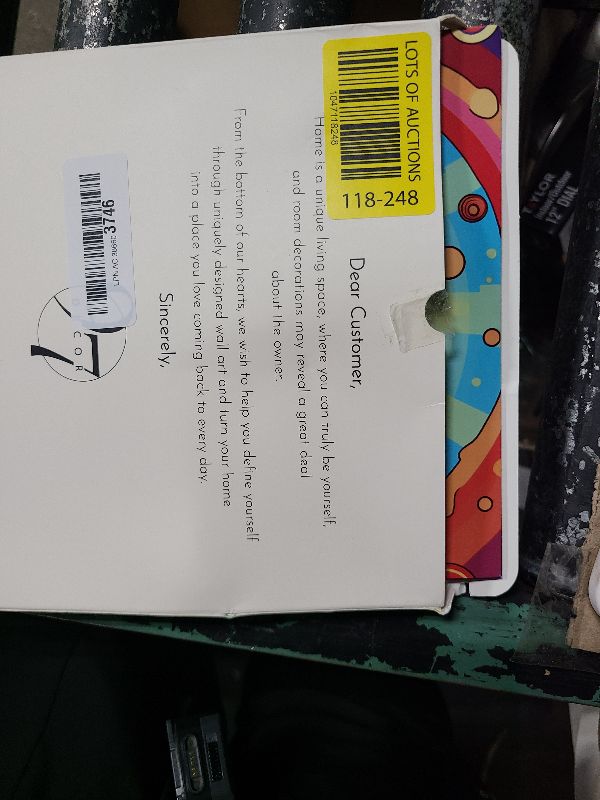 LOTS OF AUCTIONS
1047118248
118-248
Dear Customer,
Home is a unique living space, where you can truly be yourself,
and room decorations may reveal a great deal
about the owner.
From the bottom of our hearts, we wish to help you define yourself
through uniquely designed wall art and turn your home
into a place you love coming back to every day.
Sincerely,
3746
COR
12" DIAL